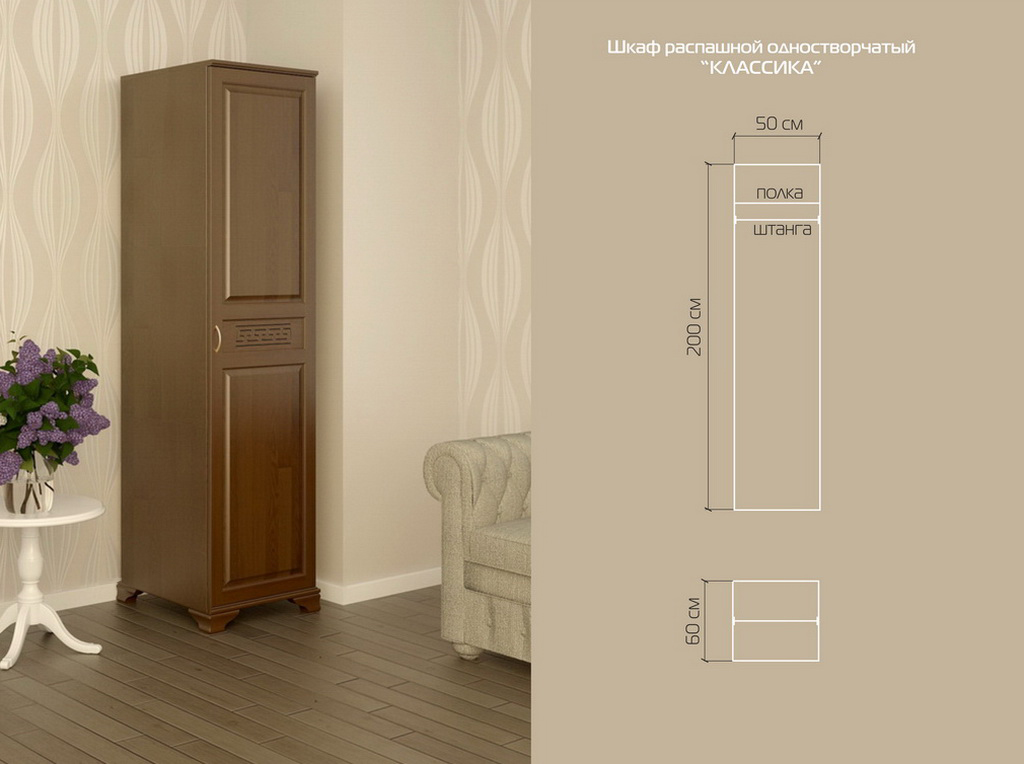 Шкаф распашной одностворчатый
“КЛАССИКА”
50 см
полка
штанга
200 см
60 см